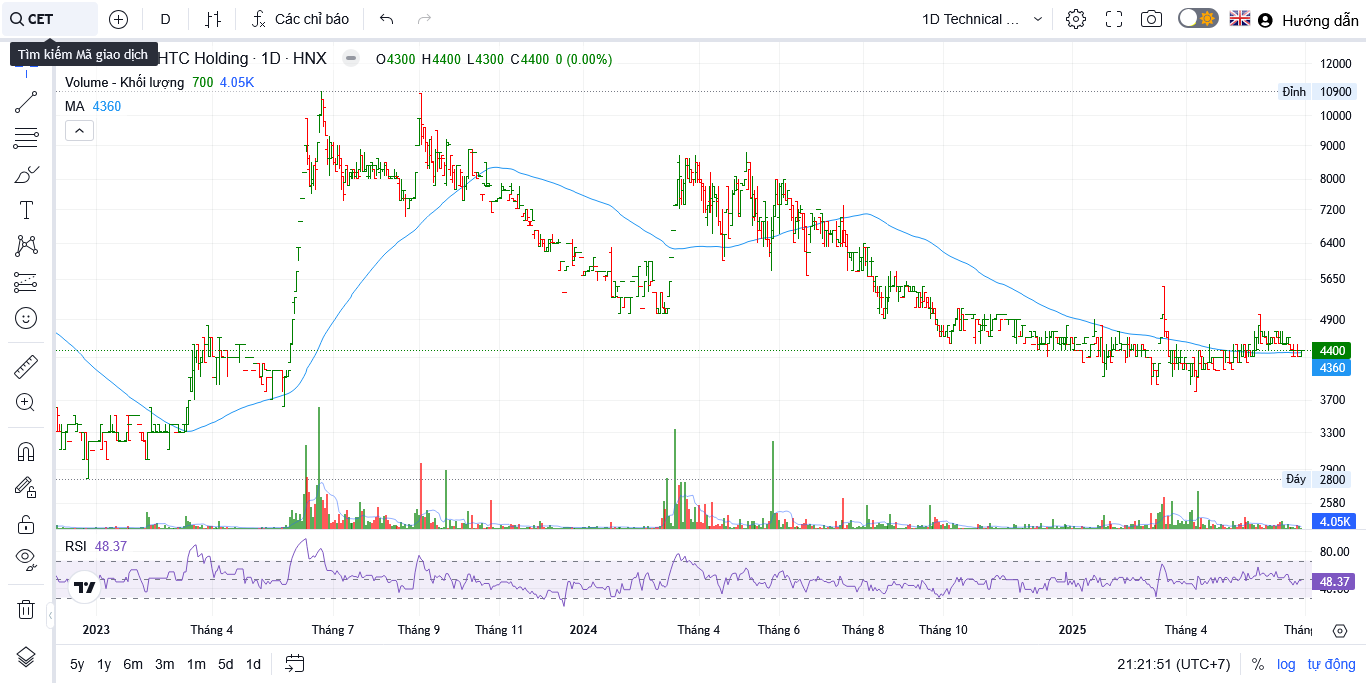 CET
D
Các chỉ báo
1D Technical ...
Hướng dẫn
Tìm kiếm Mã giao dịch
HTC Holding · 1D · HNX
O4300 H4400 L4300 C4400 0 (0.00%)
Volume - Khối lượng 700 4.05K
MA 4360
12000
Đỉnh 10900
10000
9000
8000
7200
6400
5650
4900
4400
4360
3700
3300
2900
Đáy 2800
2580
4.05K
RSI 48.37
80.00
48.37
40.00
2023 Tháng 4 Tháng 7 Tháng 9 Tháng 11 2024 Tháng 4 Tháng 6 Tháng 8 Tháng 10 2025 Tháng 4 Tháng
5y 1y 6m 3m 1m 5d 1d
21:21:51 (UTC+7) % log tự động